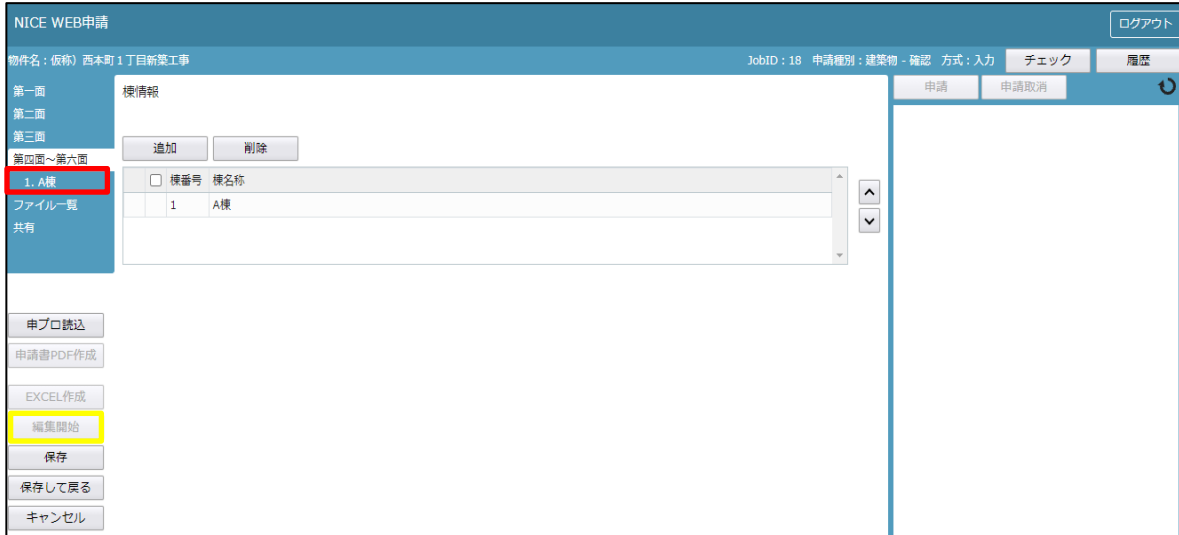 NICE WEB申請
ログアウト
物件名：仮称）西本町１丁目新築工事
JobID：18 申請種別：建築物 - 確認 方式：入力
チェック
履歴
第一面
第二面
第三面
第四面～第六面
1. A棟
ファイル一覧
共有
棟情報
追加
削除
棟番号 棟名称
1 A棟
申請
申請取消
申プロ読込
申請書PDF作成
EXCEL作成
編集開始
保存
保存して戻る
キャンセル